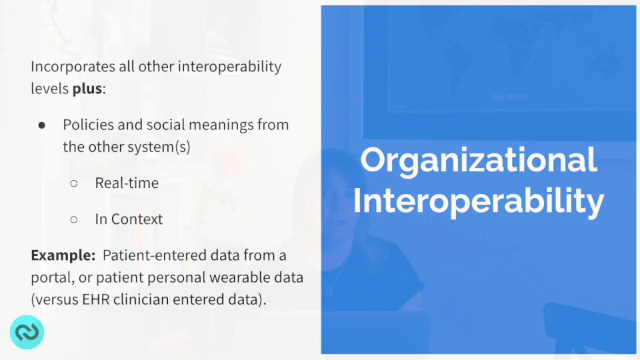 Incorporates all other interoperability
levels plus:
● Policies and social meanings from
the other system(s)
○ Real-time
○ In Context
Example: Patient-entered data from a
portal, or patient personal wearable data
(versus EHR clinician entered data).
Organizational
Interoperability